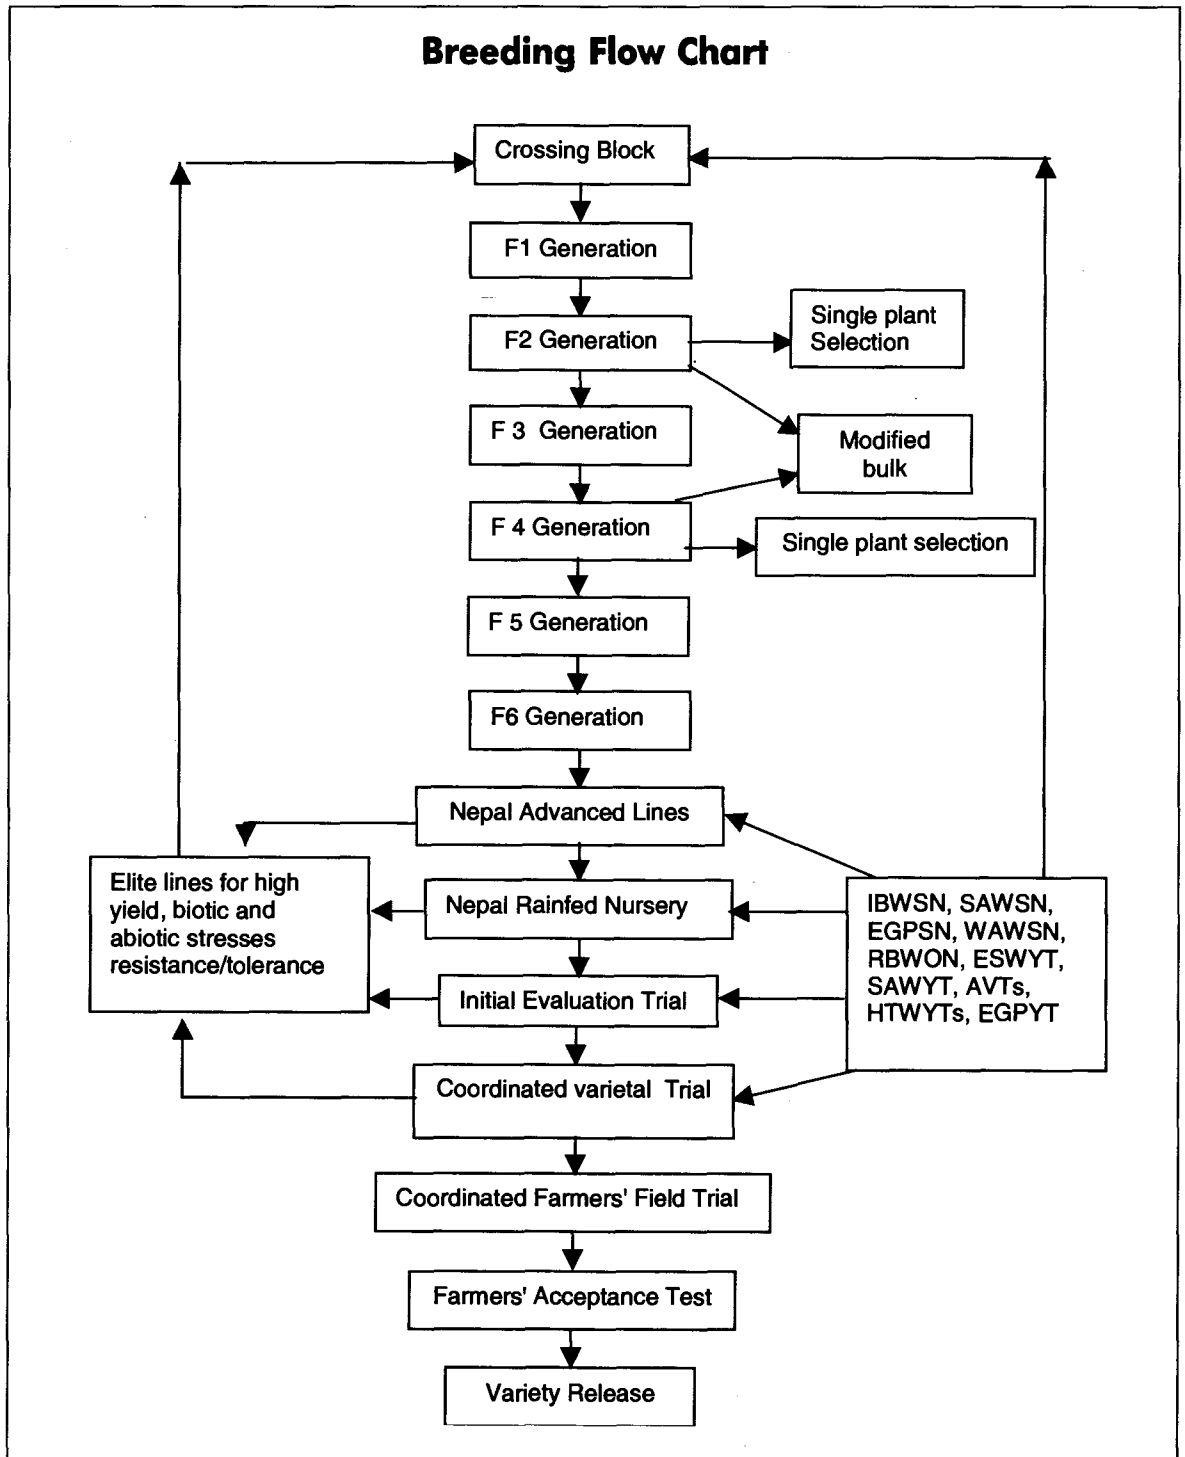 Breeding Flow Chart
Crossing Block
F1 Generation
F2 Generation
Single plant
Selection
F 3 Generation
Modified
bulk
F 4 Generation
Single plant selection
F 5 Generation
F6 Generation
Nepal Advanced Lines
Elite lines for high
yield, biotic and
abiotic stresses
resistance/tolerance
Nepal Rainfed Nursery
IBWSN, SAWSN,
EGPSN, WAWSN,
RBWON, ESWYT,
SAWYT, AVTs,
HTWYTs, EGPYT
Initial Evaluation Trial
Coordinated varietal Trial
Coordinated Farmers' Field Trial
Farmers' Acceptance Test
Variety Release